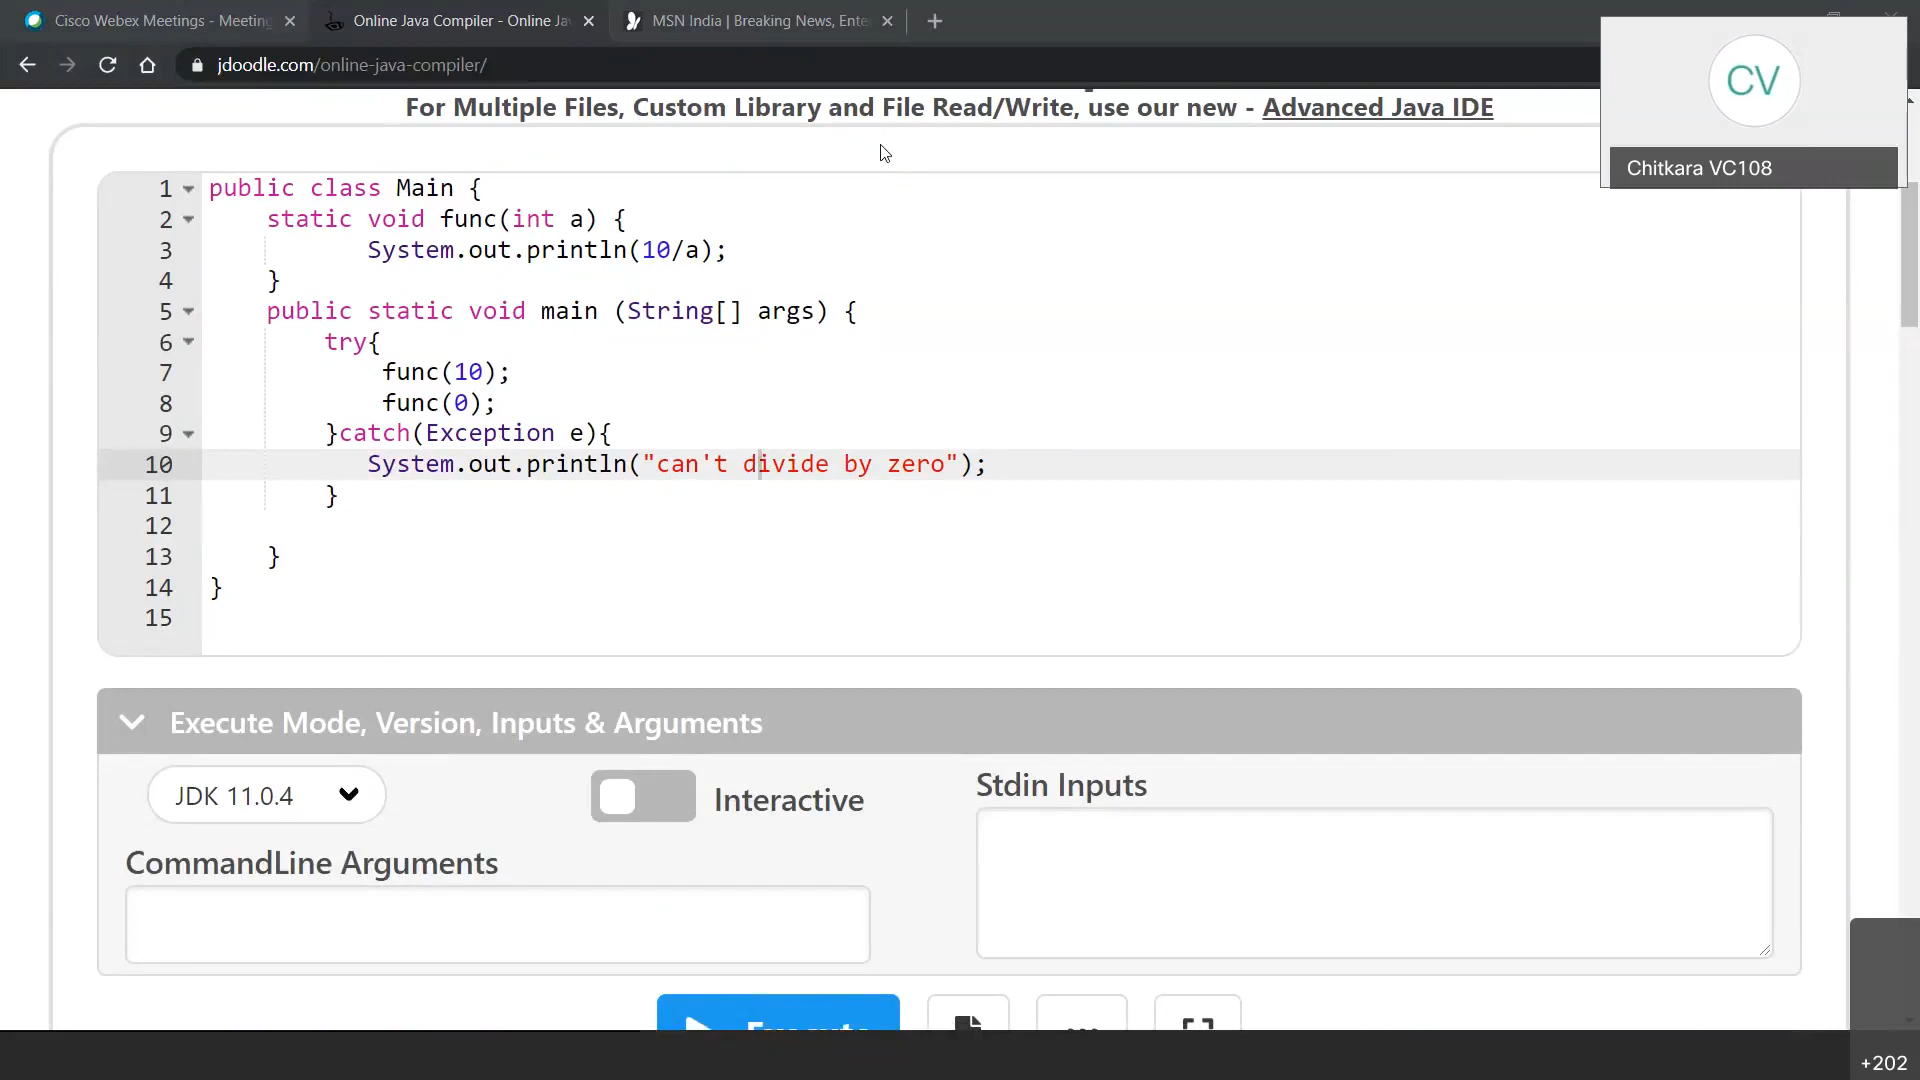 Cisco Webex Meetings - Meeting
Online Java Compiler - Online Ja
MSN India | Breaking News, Ente
jdoodle.com/online-java-compiler/
For Multiple Files, Custom Library and File Read/Write, use our new - Advanced Java IDE
CV
Chitkara VC108
1 public class Main {
2 static void func(int a) {
3 System.out.println(10/a);
4 }
5 public static void main (String[] args) {
6 try{
7 func(10);
8 func(0);
9 }catch(Exception e){
10 System.out.println("can't divide by zero");
11 }
12
13 }
14 }
15
Execute Mode, Version, Inputs & Arguments
JDK 11.0.4
Interactive
Stdin Inputs
CommandLine Arguments
Execute
+202